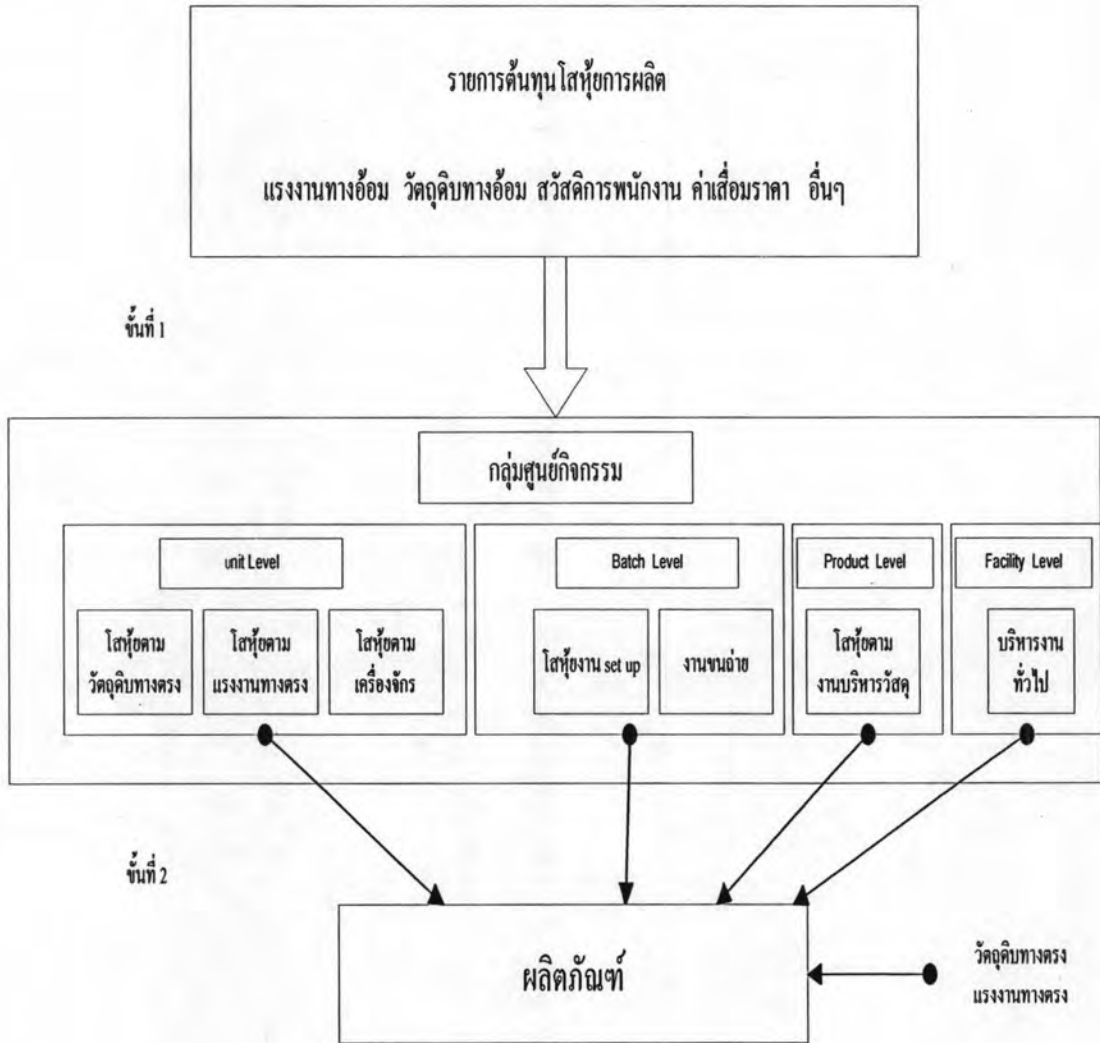 รายการต้นทุนโสหุ้ยการผลิต
แรงงานทางอ้อม วัตถุดิบทางอ้อม สวัสดิการพนักงาน ค่าเสื่อมราคา อื่นๆ
ขั้นที่ 1
กลุ่มศูนย์กิจกรรม
unit Level
Batch Level
Product Level
Facility Level
โสหุ้ยตาม
วัตถุดิบทางตรง
โสหุ้ยตาม
แรงงานทางตรง
โสหุ้ยตาม
เครื่องจักร
โสหุ้ยงาน set up
งานขนถ่าย
โสหุ้ยตาม
งานบริหารวัสดุ
บริหารงาน
ทั่วไป
ขั้นที่ 2
ผลิตภัณฑ์
วัตถุดิบทางตรง
แรงงานทางตรง